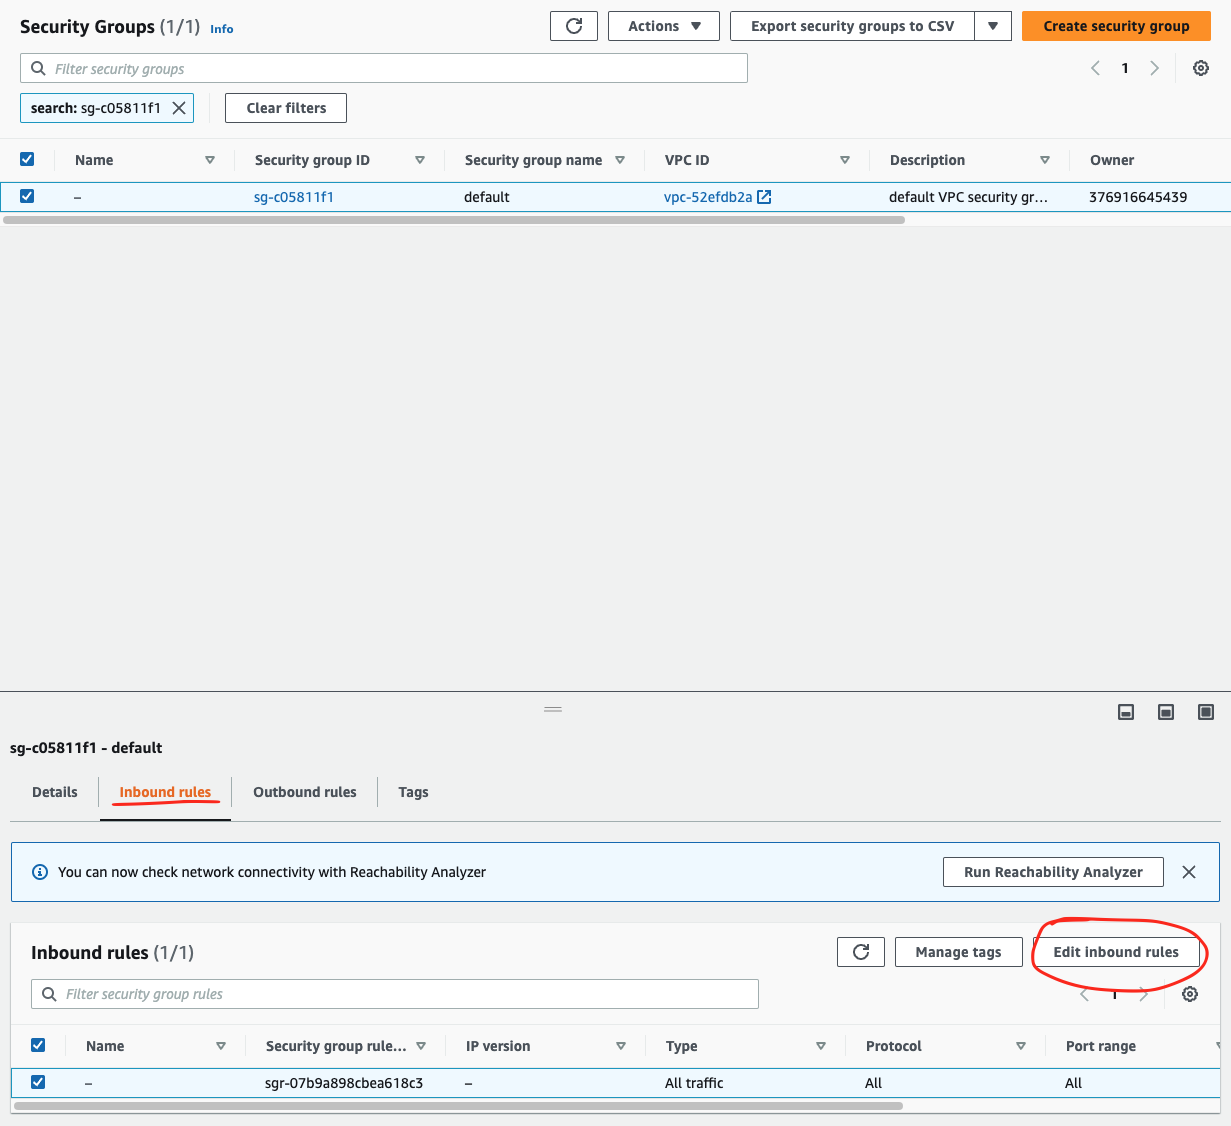 Security Groups (1/1) Info
Actions
Export security groups to CSV
Create security group
Filter security groups
1
search: sg-c05811f1
Clear filters
Name Security group ID Security group name VPC ID Description Owner
– sg-c05811f1 default vpc-52efdb2a default VPC security gr... 376916645439
sg-c05811f1 - default
Details Inbound rules Outbound rules Tags
You can now check network connectivity with Reachability Analyzer
Run Reachability Analyzer
Inbound rules (1/1)
Manage tags
Edit inbound rules
Filter security group rules
1
Name Security group rule... IP version Type Protocol Port range
– sgr-07b9a898cbea618c3 – All traffic All All